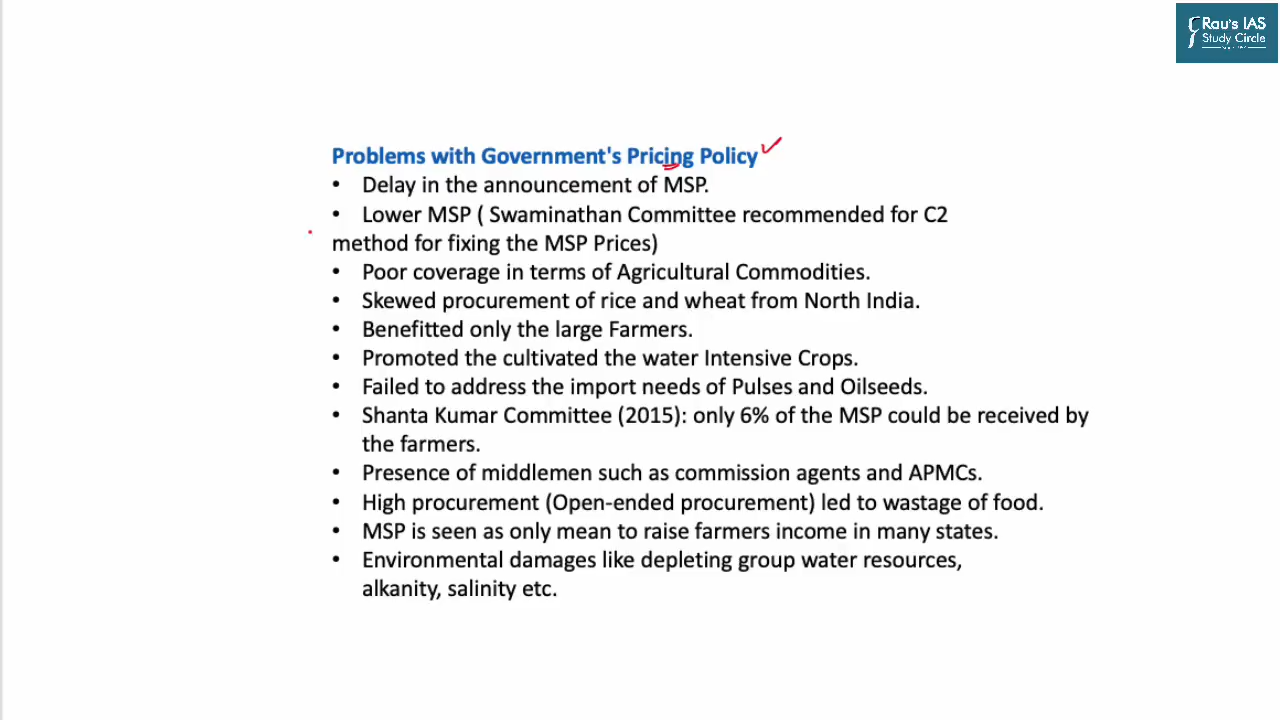 Rau's IAS
Study Circle
Problems with Government's Pricing Policy
• Delay in the announcement of MSP.
• Lower MSP ( Swaminathan Committee recommended for C2
method for fixing the MSP Prices)
• Poor coverage in terms of Agricultural Commodities.
• Skewed procurement of rice and wheat from North India.
• Benefitted only the large Farmers.
• Promoted the cultivated the water Intensive Crops.
• Failed to address the import needs of Pulses and Oilseeds.
• Shanta Kumar Committee (2015): only 6% of the MSP could be received by
the farmers.
• Presence of middlemen such as commission agents and APMCs.
• High procurement (Open-ended procurement) led to wastage of food.
• MSP is seen as only mean to raise farmers income in many states.
• Environmental damages like depleting group water resources,
alkanity, salinity etc.